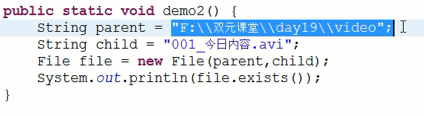 public static void demo2() {
String parent = "F:\\双元课堂\\day19\\video";
String child = "001_今日内容.avi";
File file = new File(parent,child);
System.out.println(file.exists());
}